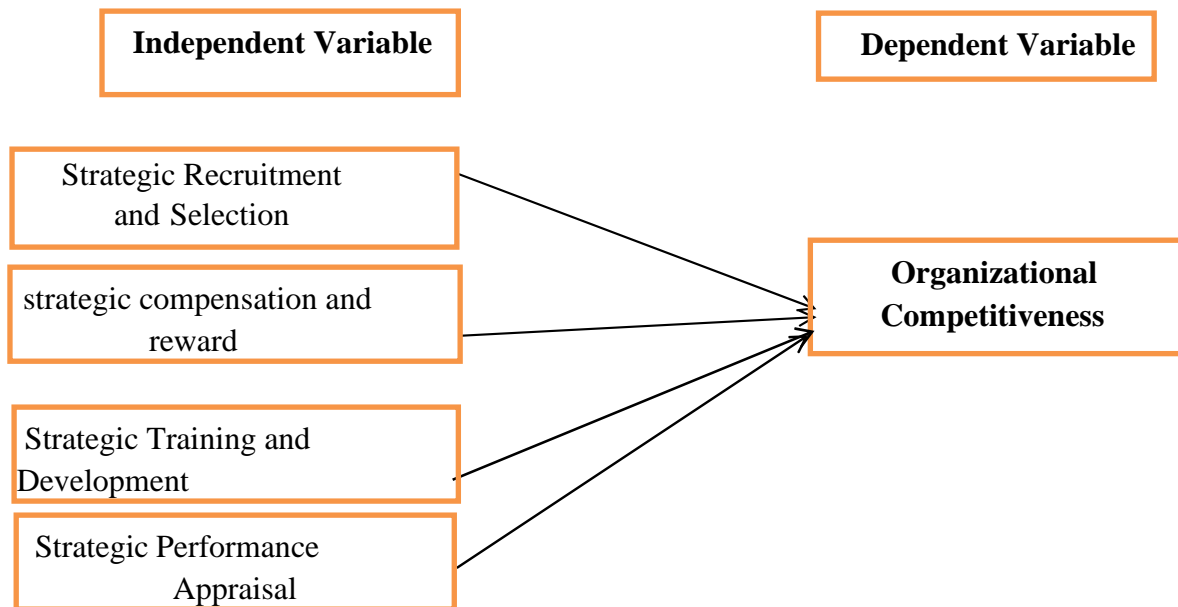 Independent Variable
Dependent Variable
Strategic Recruitment
and Selection
strategic compensation and
reward
Organizational
Competitiveness
Strategic Training and
Development
Strategic Performance
Appraisal